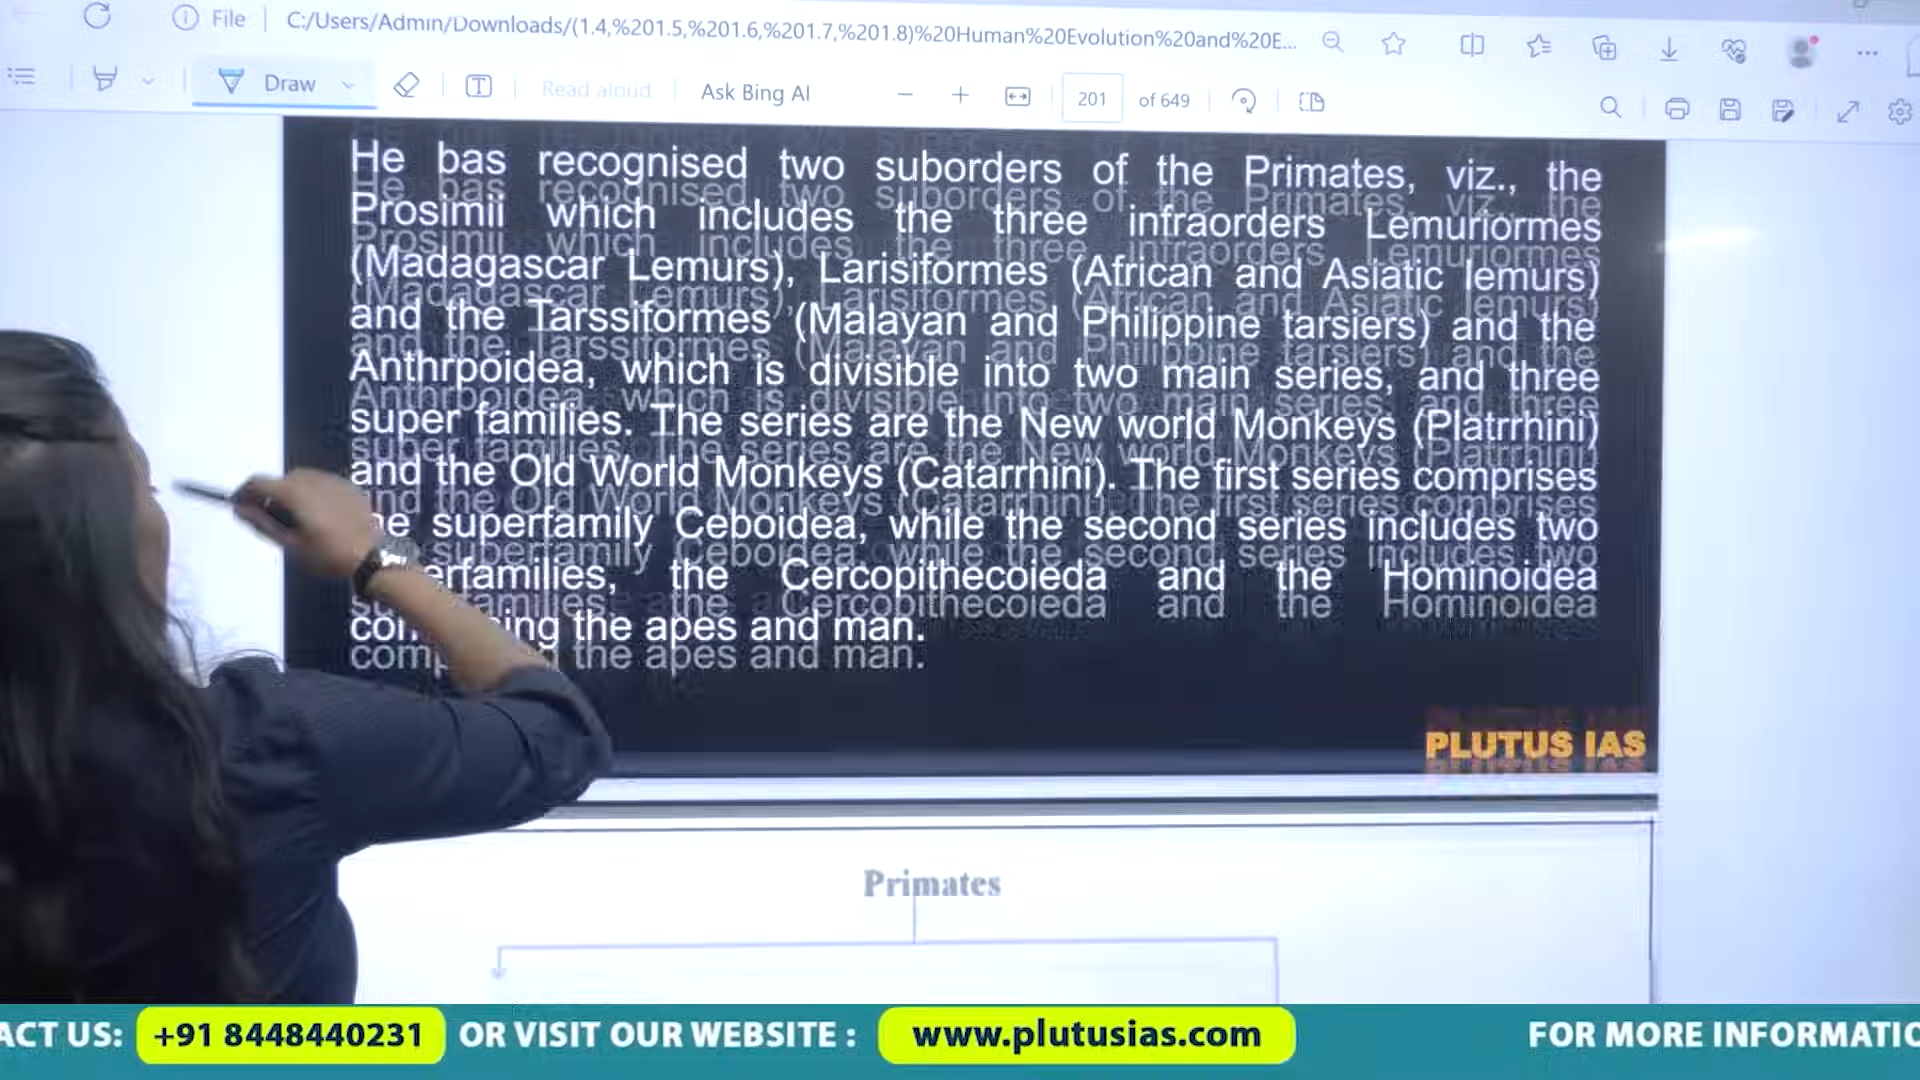 File
C:/Users/Admin/Downloads/(1.4,%201.5,%201.6,%201.7,%201.8)%20Human%20Evolution%20and%20E...
Draw
Read aloud
Ask Bing AI
201 of 649
He bas recognised two suborders of the Primates, viz., the
Prosimii which includes the three infraorders Lemuriormes
(Madagascar Lemurs), Larisiformes (African and Asiatic lemurs)
and the Tarssiformes (Malayan and Philippine tarsiers) and the
Anthrpoidea, which is divisible into two main series, and three
super families. The series are the New world Monkeys (Platrrhini)
and the Old World Monkeys (Catarrhini). The first series comprises
superfamily Ceboidea, while the second series includes two
the Cercopithecoieda and the Hominoidea
the apes and man.
PLUTUS IAS
Primates
ACT US: +91 8448440231 OR VISIT OUR WEBSITE : www.plutusias.com FOR MORE INFORMATIO